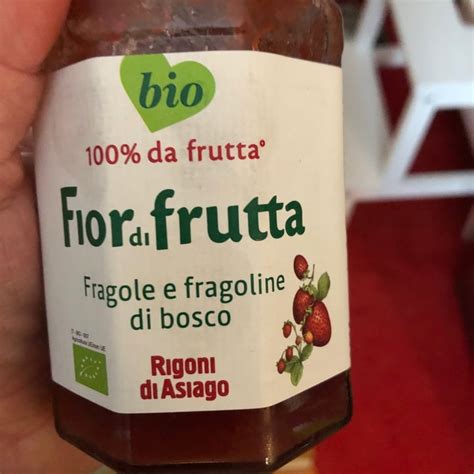 bio
100% da frutta°
Fior di frutta
Fragole e fragoline
di bosco
Rigoni
di Asiago